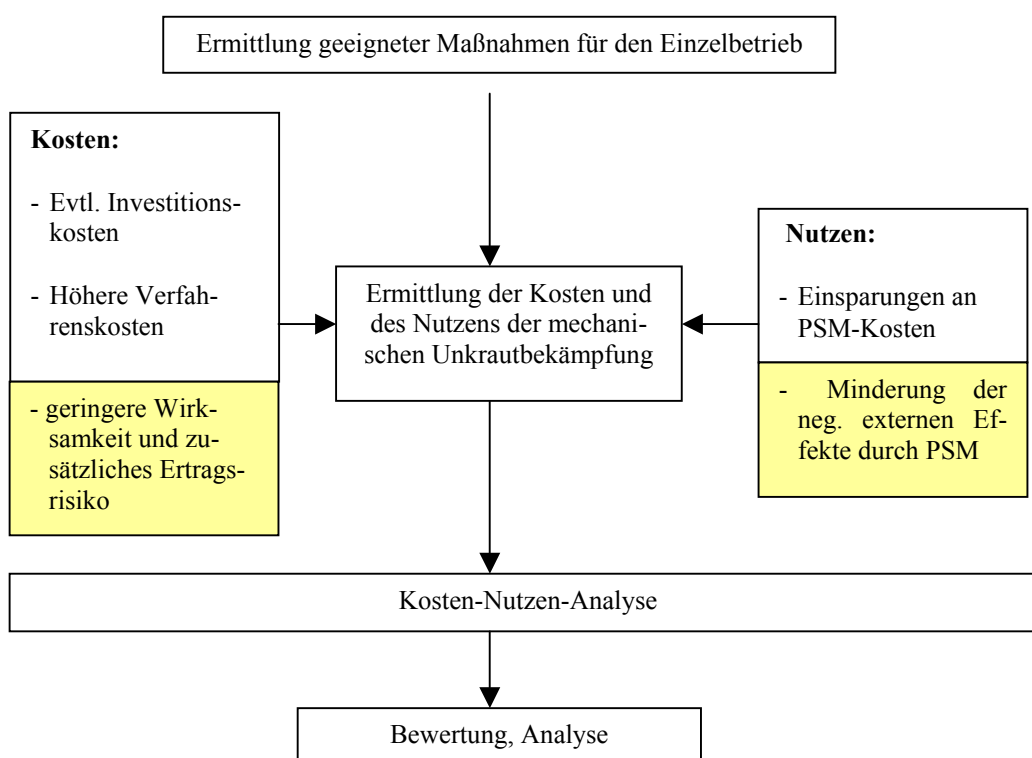 Ermittlung geeigneter Maßnahmen für den Einzelbetrieb
Kosten:
- Evtl. Investitions-
kosten
- Höhere Verfah-
renskosten
- geringere Wirk-
samkeit und zu-
sätzliches Ertrags-
risiko
Ermittlung der Kosten und
des Nutzens der mechani-
schen Unkrautbekämpfung
Nutzen:
- Einsparungen an
PSM-Kosten
- Minderung der
neg. externen Ef-
fekte durch PSM
Kosten-Nutzen-Analyse
Bewertung, Analyse